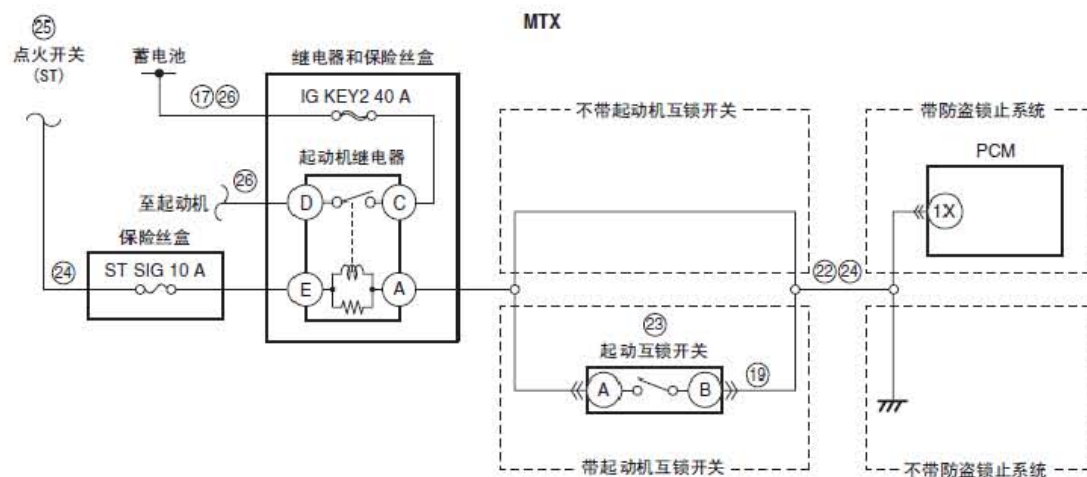 MTX
㉕
点火开关
(ST)
蓄电池
⑰㉖
继电器和保险丝盒
IG KEY2 40 A
起动机继电器
㉖
至起动机
D
C
保险丝盒
㉔
ST SIG 10 A
E
A
不带起动机互锁开关
带防盗锁止系统
PCM
1X
㉒㉔
㉓
起动互锁开关
A
B
⑲
带起动机互锁开关
不带防盗锁止系统